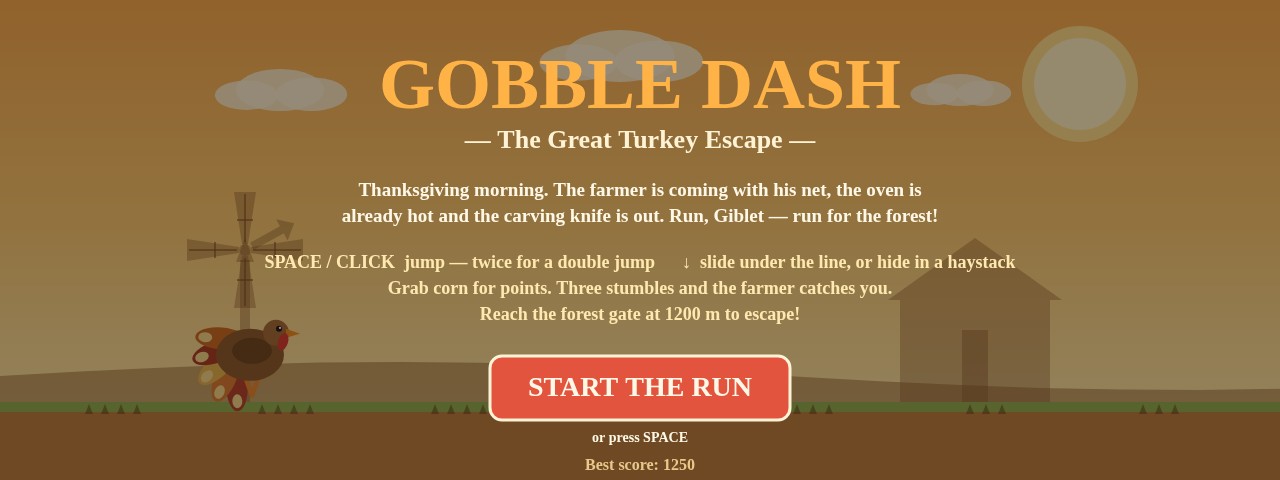 GOBBLE DASH
— The Great Turkey Escape —
Thanksgiving morning. The farmer is coming with his net, the oven is
already hot and the carving knife is out. Run, Giblet — run for the forest!
SPACE / CLICK jump — twice for a double jump ↓ slide under the line, or hide in a haystack
Grab corn for points. Three stumbles and the farmer catches you.
Reach the forest gate at 1200 m to escape!
START THE RUN
or press SPACE
Best score: 1250